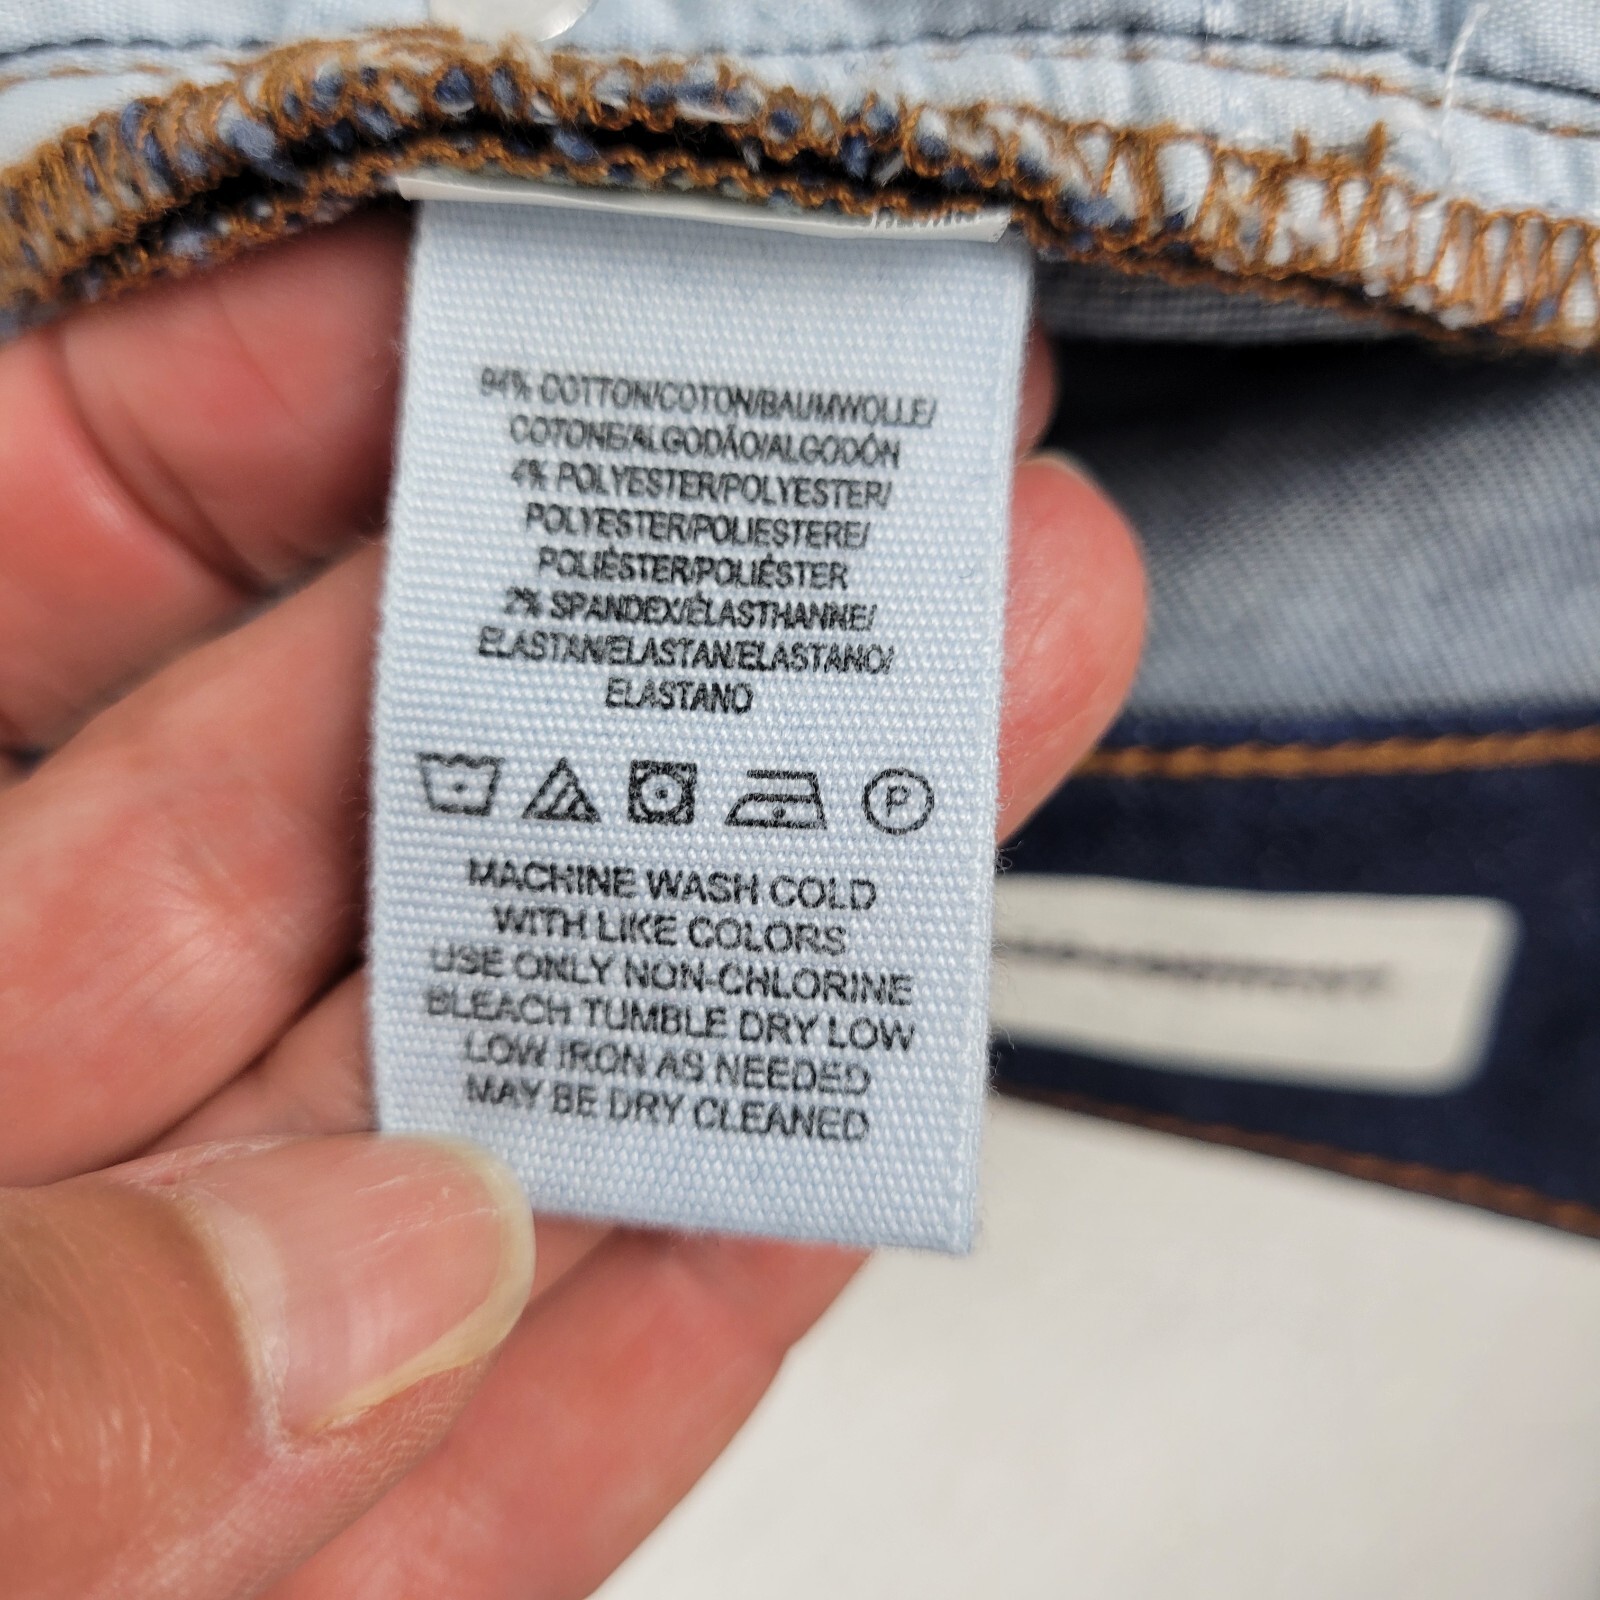 94% COTTON/COTON/BAUMWOLLE/
COTONE/ALGODÃO/ALGODÓN
4% POLYESTER/POLYESTER/
POLYESTER/POLIESTERE/
POLIÉSTER/POLIÉSTER
2% SPANDEX/ÉLASTHANNE/
ELASTAN/ELASTAN/ELASTANO/
ELASTANO
P
MACHINE WASH COLD
WITH LIKE COLORS
USE ONLY NON-CHLORINE
BLEACH TUMBLE DRY LOW
LOW IRON AS NEEDED
MAY BE DRY CLEANED